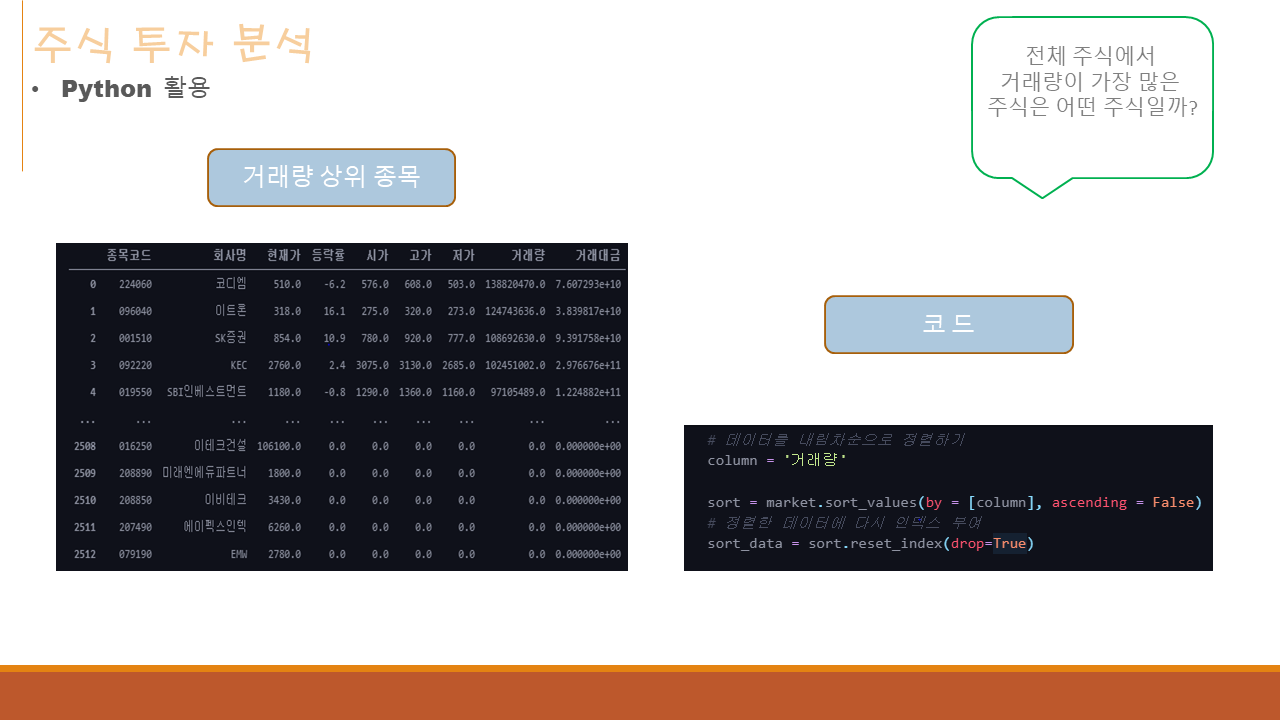 주식 투자 분석
• Python 활용
전체 주식에서
거래량이 가장 많은
주식은 어떤 주식일까?
거래량 상위 종목
종목코드 회사명 현재가 등락률 시가 고가 저가 거래량 거래대금
0 224060 코디엠 510.0 -6.2 576.0 608.0 503.0 138820470.0 7.607293e+10
1 096040 이트론 318.0 16.1 275.0 320.0 273.0 124743636.0 3.839817e+10
2 001510 SK증권 854.0 10.9 780.0 920.0 777.0 108692630.0 9.391758e+10
3 092220 KEC 2760.0 2.4 3075.0 3130.0 2685.0 102451002.0 2.976676e+11
4 019550 SBI인베스트먼트 1180.0 -0.8 1290.0 1360.0 1160.0 97105489.0 1.224882e+11
... ... ... ... ... ... ... ... ... ...
2508 016250 이테크건설 106100.0 0.0 0.0 0.0 0.0 0.0 0.000000e+00
2509 208890 미래엔에듀파트너 1800.0 0.0 0.0 0.0 0.0 0.0 0.000000e+00
2510 208850 이비테크 3430.0 0.0 0.0 0.0 0.0 0.0 0.000000e+00
2511 207490 에이펙스인텍 6260.0 0.0 0.0 0.0 0.0 0.0 0.000000e+00
2512 079190 EMW 2780.0 0.0 0.0 0.0 0.0 0.0 0.000000e+00
코 드
# 데이터를 내림차순으로 정렬하기
column = '거래량'
sort = market.sort_values(by = [column], ascending = False)
# 정렬한 데이터에 다시 인덱스 부여
sort_data = sort.reset_index(drop=True)